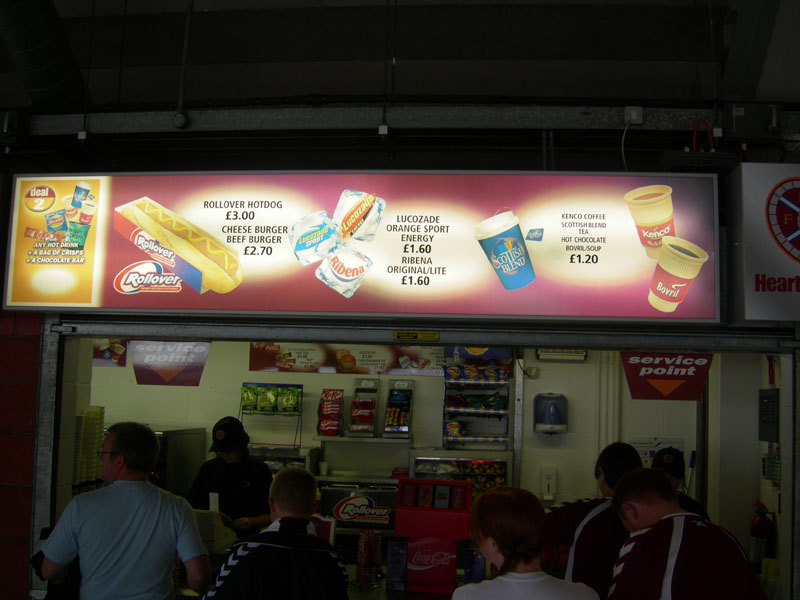 deal
2
ANY HOT DRINK
+ A BAG OF CRISPS
+ A CHOCOLATE BAR
Rollover
Rollover
ROLLOVER HOTDOG
£3.00
CHEESE BURGER
BEEF BURGER
£2.70
LUCOZADE
SPORT
LUCOZADE
Ribena
LUCOZADE
ORANGE SPORT
ENERGY
£1.60
RIBENA
ORIGINAL/LITE
£1.60
SCOTTISH
BLEND
KENCO COFFEE
SCOTTISH BLEND
TEA
HOT CHOCOLATE
BOVRIL/SOUP
£1.20
Kenco
Bovril
Heart
service
point
service
point
Rollover
Coca-Cola